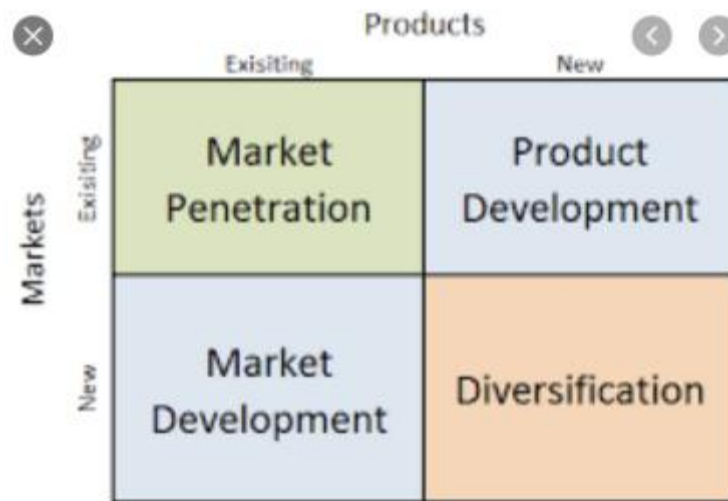 Products
Exisiting
New
Markets
Exisiting
Market
Penetration
Product
Development
New
Market
Development
Diversification